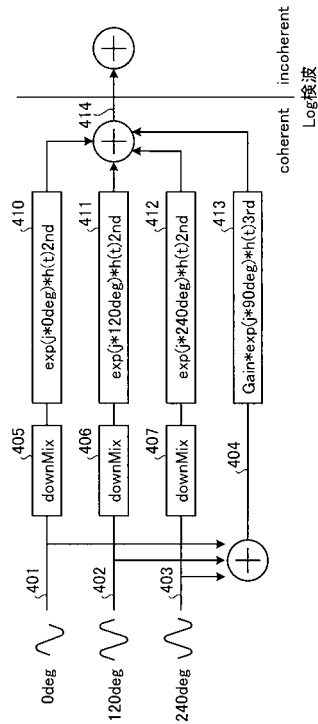 0deg
401
405
downMix
410
exp(j*0deg)*h(t)2nd
120deg
402
406
downMix
411
exp(j*120deg)*h(t)2nd
414
240deg
403
407
downMix
412
exp(j*240deg)*h(t)2nd
404
413
Gain*exp(j*90deg)*h(t)3rd
coherent
incoherent
Log検波